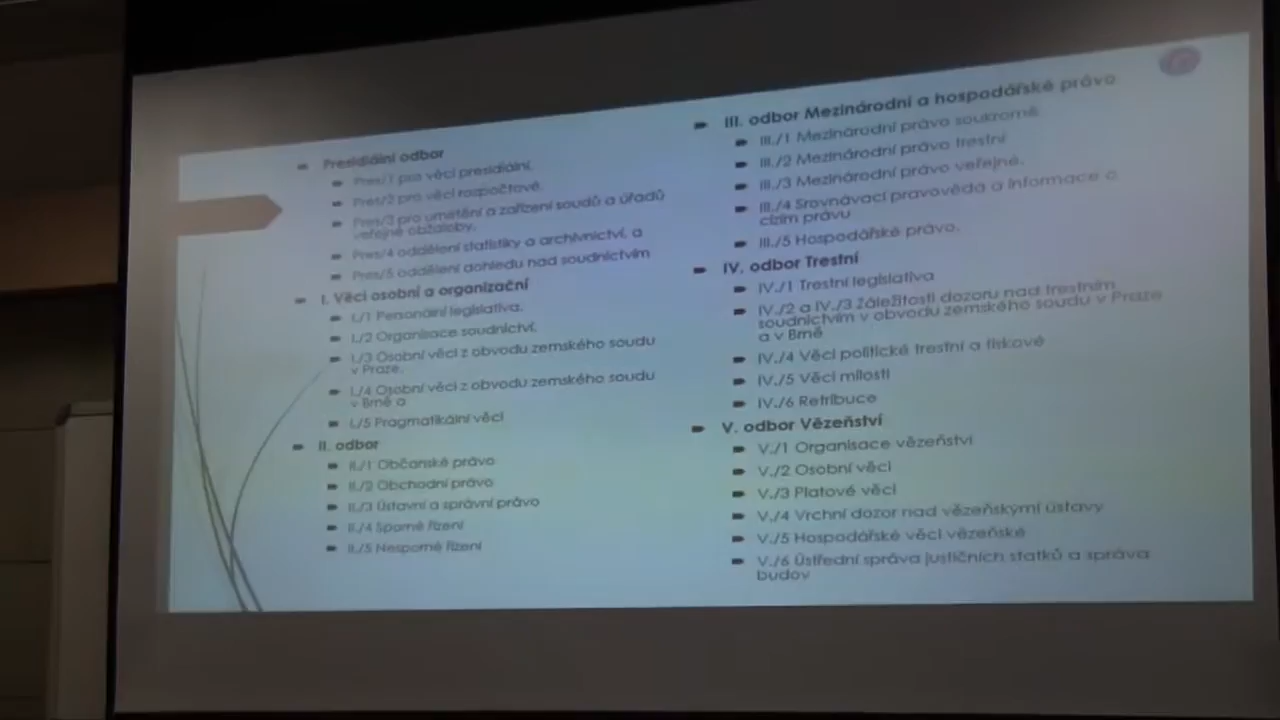 Presidiální odbor
Pres/1 pro věci presidiální,
Pres/2 pro věci rozpočtové,
Pres/3 pro umístění a zařízení soudů a úřadů
veřejné obžaloby,
Pres/4 oddělení statistiky a archivnictví, a
Pres/5 oddělení dohledu nad soudnictvím
I. Věci osobní a organizační
I./1 Personální legislativa,
I./2 Organisace soudnictví,
I./3 Osobní věci z obvodu zemského soudu
v Praze,
I./4 Osobní věci z obvodu zemského soudu
v Brně a
I./5 Pragmatikální věci
II. odbor
II./1 Občanské právo
II./2 Obchodní právo
II./3 Ústavní a správní právo
II./4 Sporné řízení
II./5 Nesporné řízení
III. odbor Mezinárodní a hospodářské právo
III./1 Mezinárodní právo soukromé
III./2 Mezinárodní právo trestní
III./3 Mezinárodní právo veřejné,
III./4 Srovnávací pravověda a informace o
cizím právu
III./5 Hospodářské právo,
IV. odbor Trestní
IV./1 Trestní legislativa
IV./2 a IV./3 Záležitosti dozoru nad trestním
soudnictvím v obvodu zemského soudu v Praze
a v Brně
IV./4 Věci politické trestní a tiskové
IV./5 Věci milosti
IV./6 Retribuce
V. odbor Vězeňství
V./1 Organisace vězeňství
V./2 Osobní věci
V./3 Platové věci
V./4 Vrchní dozor nad vězeňskými ústavy
V./5 Hospodářské věci vězeňské
V./6 Ústřední správa justičních statků a správa
budov